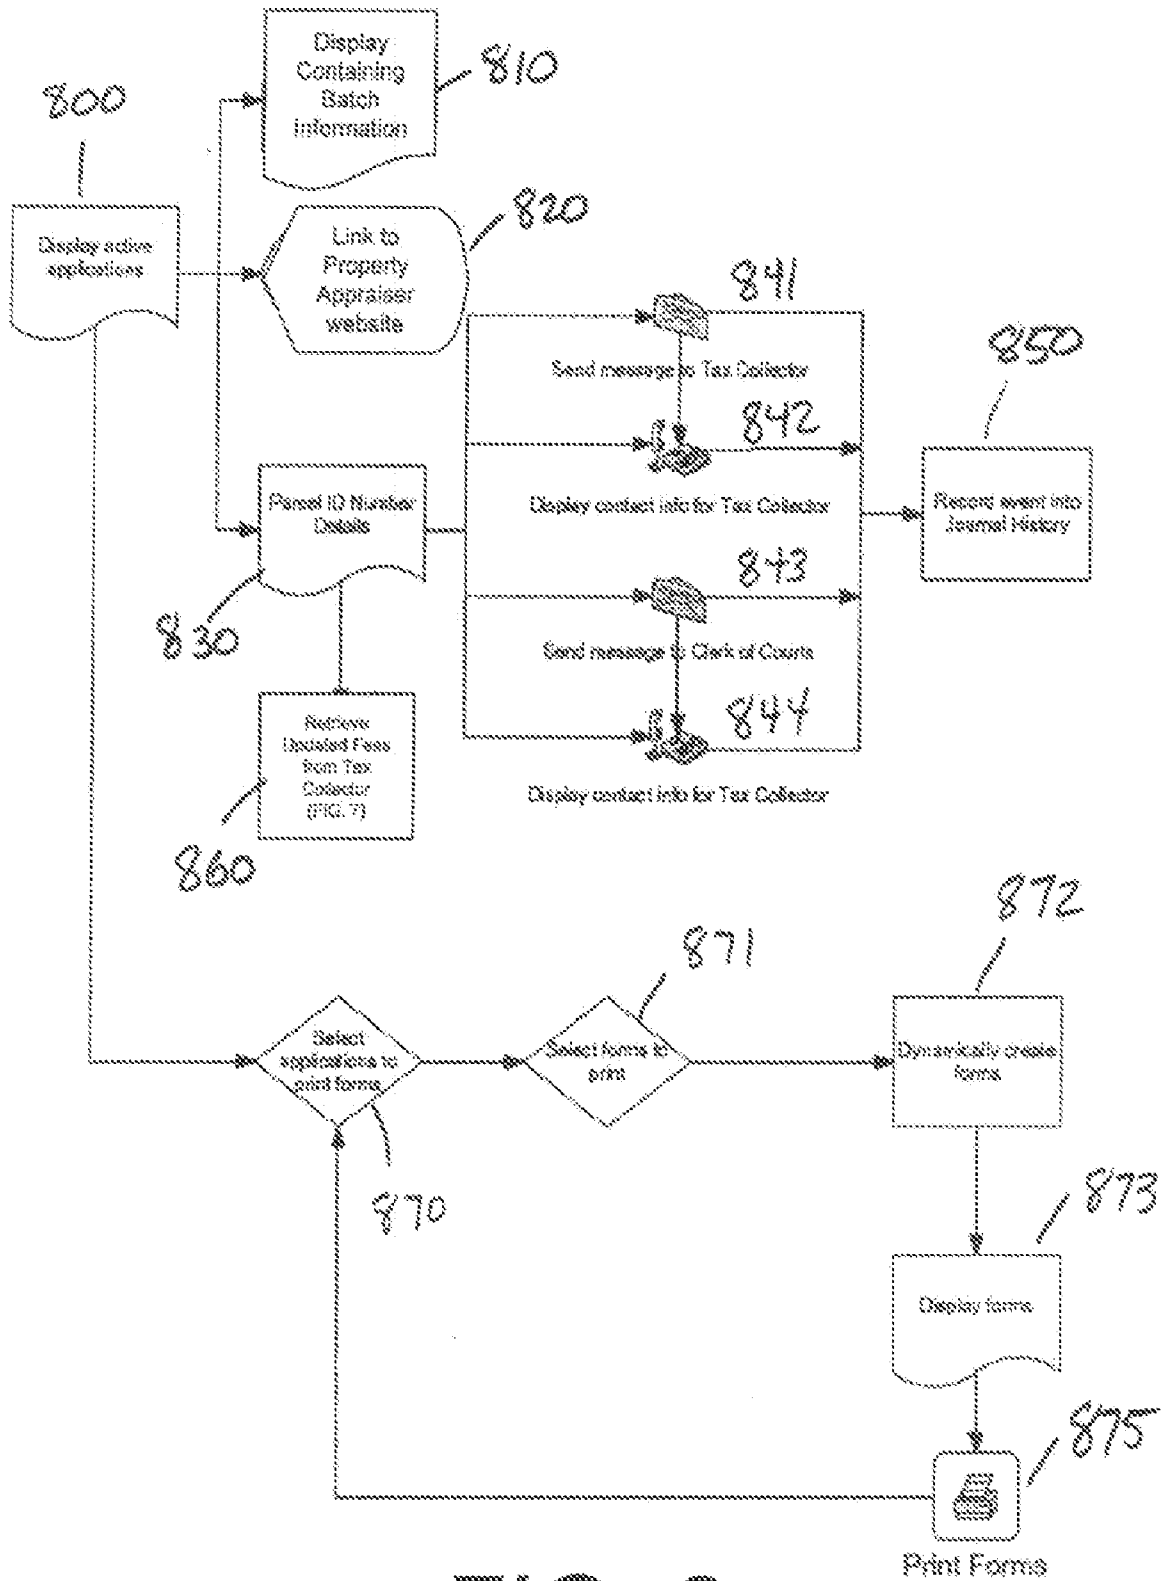 800
Display active
applications
Display
Containing
Batch
Information
810
Link to
Property
Appraiser
website
820
Parcel ID Number
Details
830
Retrieve
Updated Fees
from Tax
Collector
(FIG. 7)
860
841
Send message to Tax Collector
842
Display contact info for Tax Collector
843
Send message to Clerk of Courts
844
Display contact info for Tax Collector
850
Record event into
Journal History
Select
applications to
print forms
870
871
Select forms to
print
872
Dynamically create
forms
873
Display forms
875
Print Forms